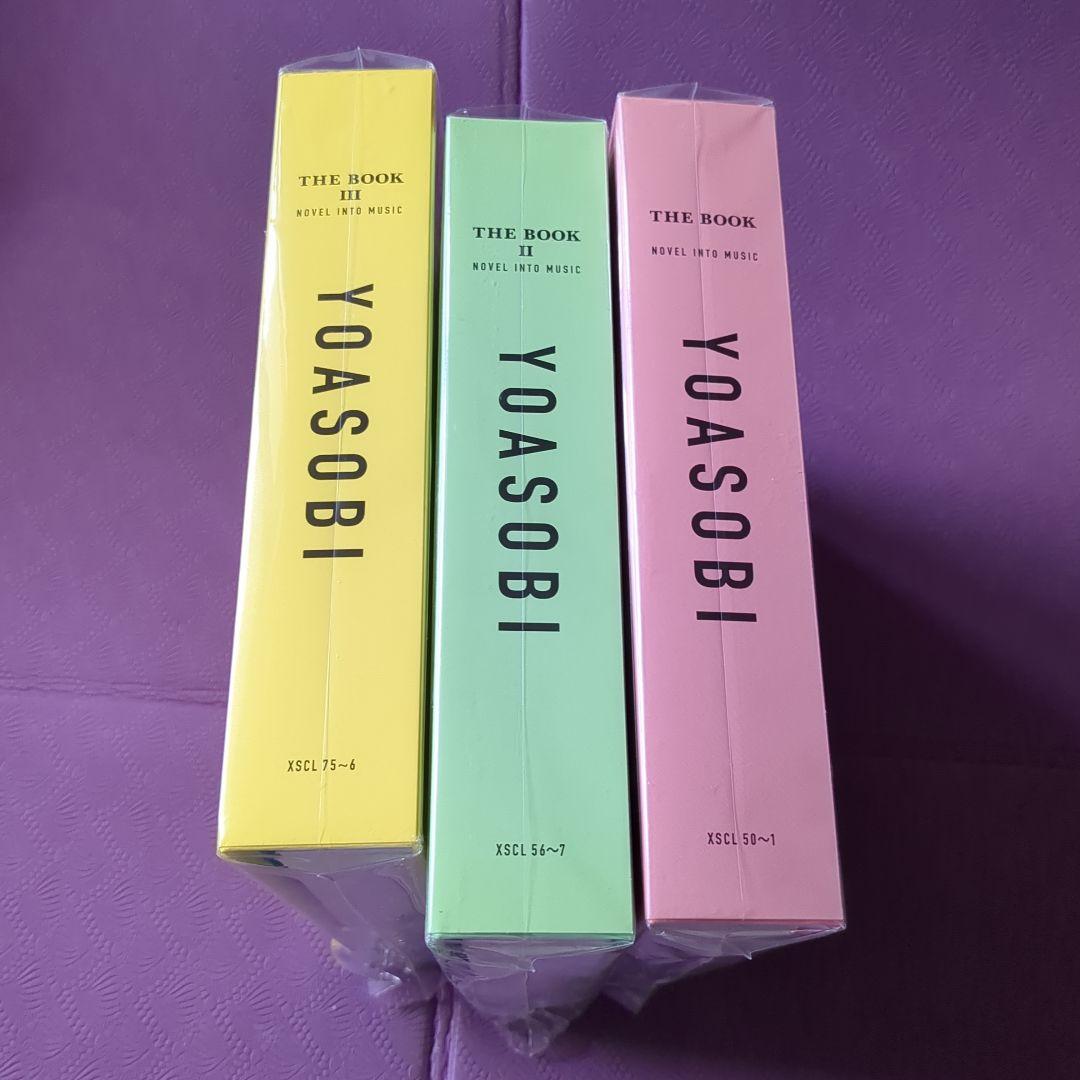 THE BOOK
III
NOVEL INTO MUSIC
YOASOBI
XSCL 75~6
THE BOOK
II
NOVEL INTO MUSIC
YOASOBI
XSCL 56~7
THE BOOK
NOVEL INTO MUSIC
YOASOBI
XSCL 50~1